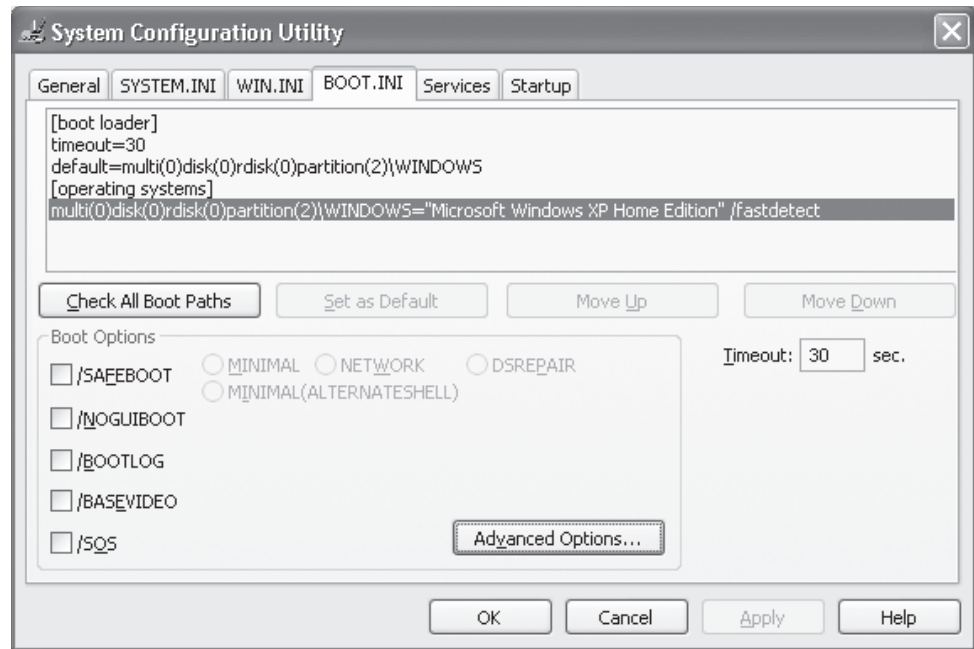 System Configuration Utility
General SYSTEM.INI WIN.INI BOOT.INI Services Startup
[boot loader]
timeout=30
default=multi(0)disk(0)rdisk(0)partition(2)\WINDOWS
[operating systems]
multi(0)disk(0)rdisk(0)partition(2)\WINDOWS="Microsoft Windows XP Home Edition" /fastdetect
Check All Boot Paths Set as Default Move Up Move Down
Boot Options
Timeout: 30 sec.
/SAFEBOOT MINIMAL NETWORK DSREPAIR
MINIMAL(ALTERNATESHELL)
/NOGUIBOOT
/BOOTLOG
/BASEVIDEO
/SOS
Advanced Options...
OK Cancel Apply Help